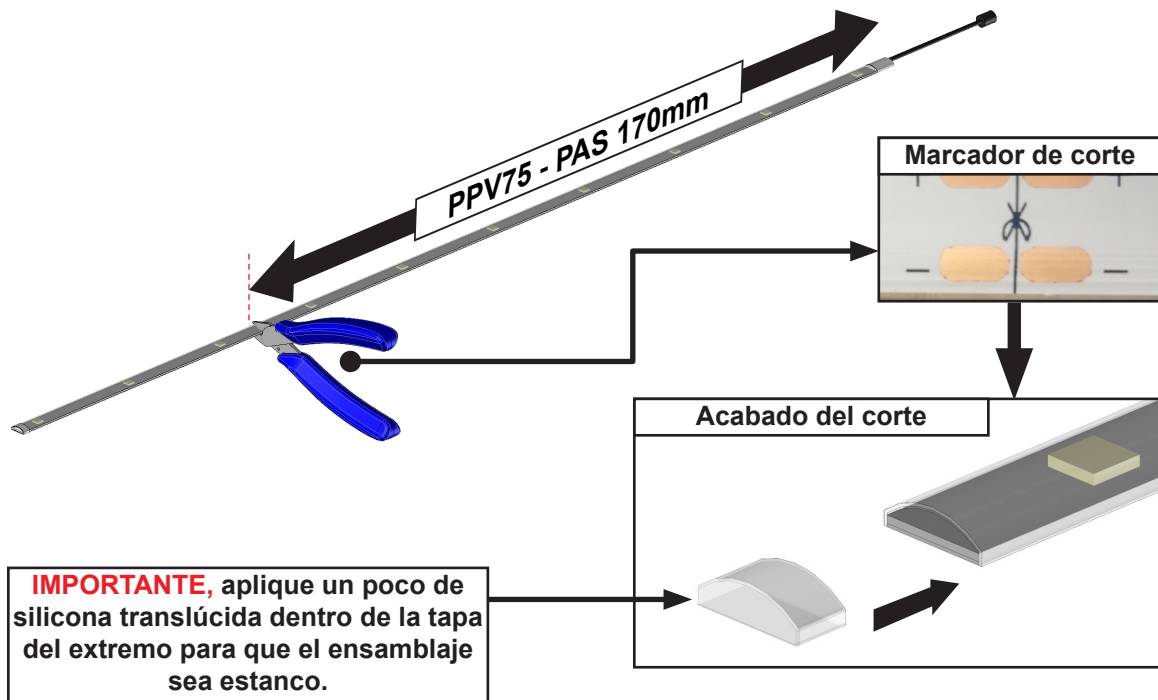 PPV75 - PAS 170mm
Marcador de corte
Acabado del corte
IMPORTANTE, aplique un poco de
silicona translúcida dentro de la tapa
del extremo para que el ensamblaje
sea estanco.